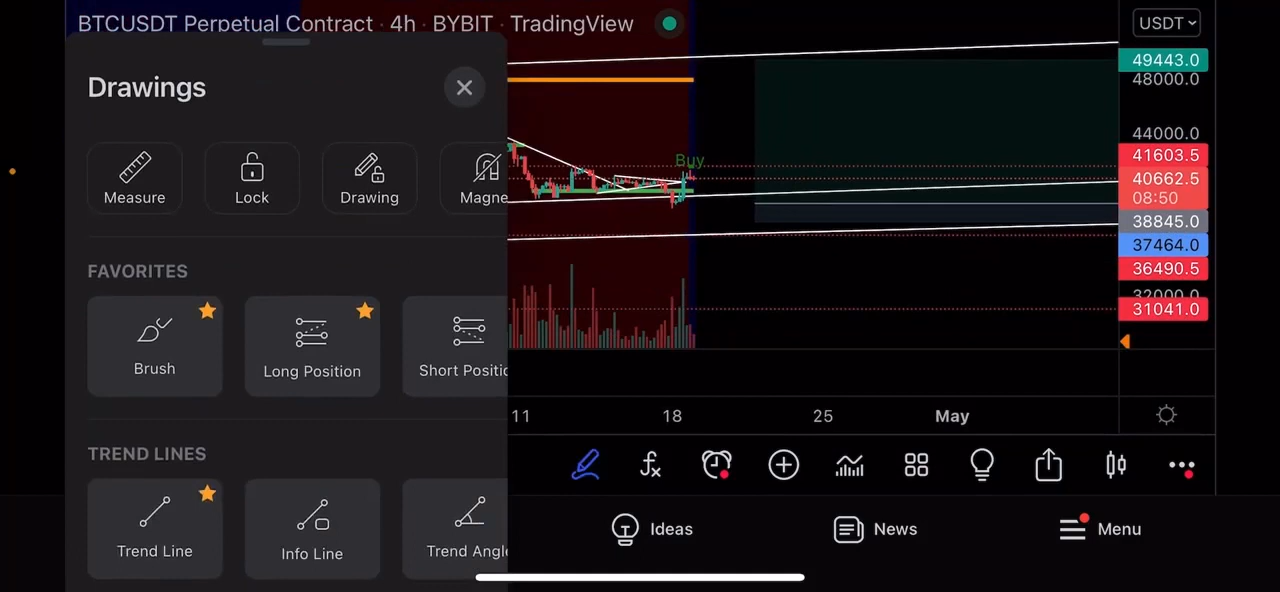 BTCUSDT Perpetual Contract · 4h · BYBIT · TradingView
USDT
Drawings
Measure
Lock
Drawing
Magne
FAVORITES
Brush
Long Position
Short Positic
TREND LINES
Trend Line
Info Line
Trend Angle
Buy
49443.0
48000.0
44000.0
41603.5
40662.5
08:50
38845.0
37464.0
36490.5
32000.0
31041.0
11
18
25
May
Ideas
News
Menu